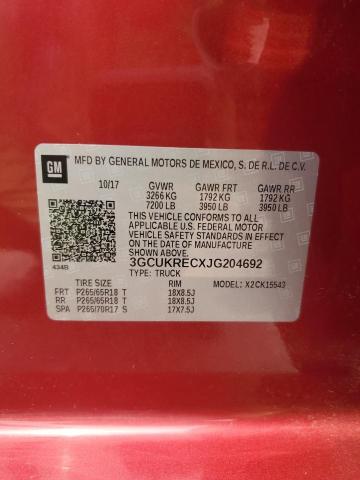 GM
MFD BY GENERAL MOTORS DE MEXICO, S. DE R.L. DE C.V.
10/17 GVWR GAWR FRT GAWR RR
3266 KG 1792 KG 1792 KG
7200 LB 3950 LB 3950 LB
THIS VEHICLE CONFORMS TO ALL
APPLICABLE U.S. FEDERAL MOTOR
VEHICLE SAFETY AND THEFT
PREVENTION STANDARDS IN EFFECT
ON THE DATE OF MANUFACTURE
SHOWN ABOVE.
434B 3GCUKRECXJG204692
TYPE: TRUCK
TIRE SIZE RIM MODEL: X2CK15543
FRT P265/65R18 T 18X8.5J
RR P265/65R18 T 18X8.5J
SPA P265/70R17 S 17X7.5J